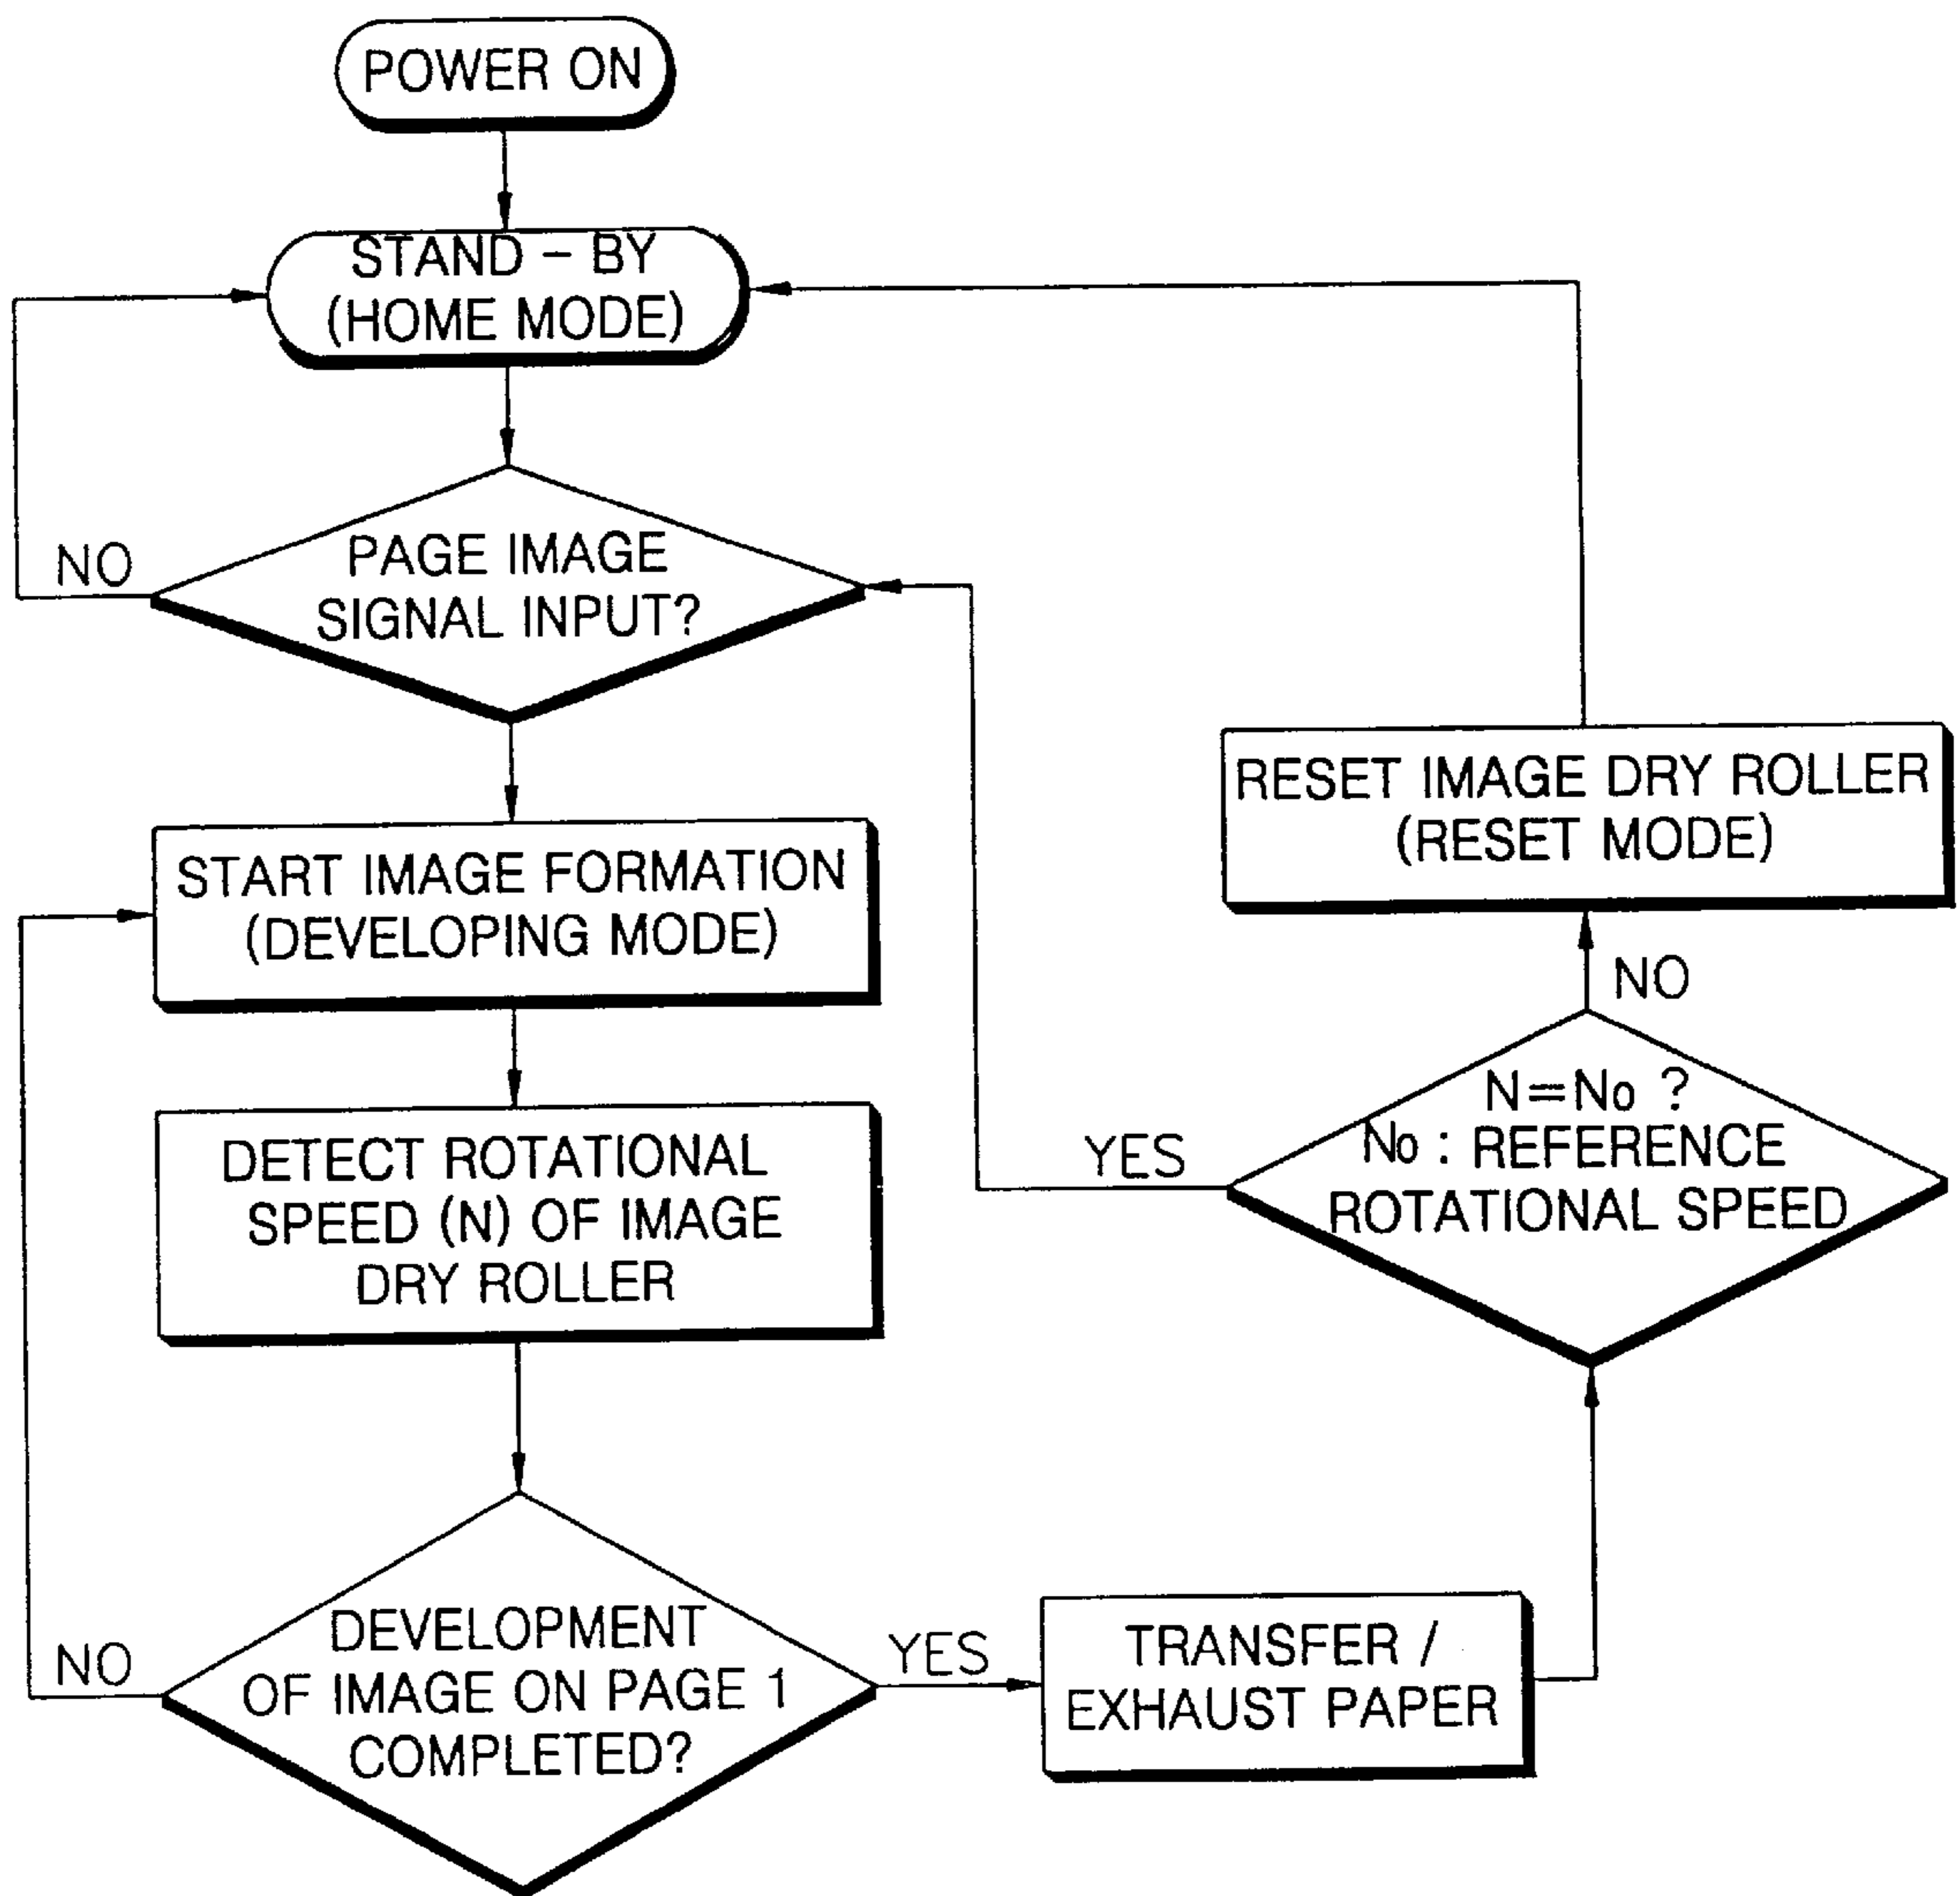 POWER ON
STAND - BY
(HOME MODE)
NO
PAGE IMAGE
SIGNAL INPUT?
START IMAGE FORMATION
(DEVELOPING MODE)
DETECT ROTATIONAL
SPEED (N) OF IMAGE
DRY ROLLER
NO
DEVELOPMENT
OF IMAGE ON PAGE 1
COMPLETED?
YES
TRANSFER /
EXHAUST PAPER
N=No ?
No : REFERENCE
ROTATIONAL SPEED
YES
NO
RESET IMAGE DRY ROLLER
(RESET MODE)